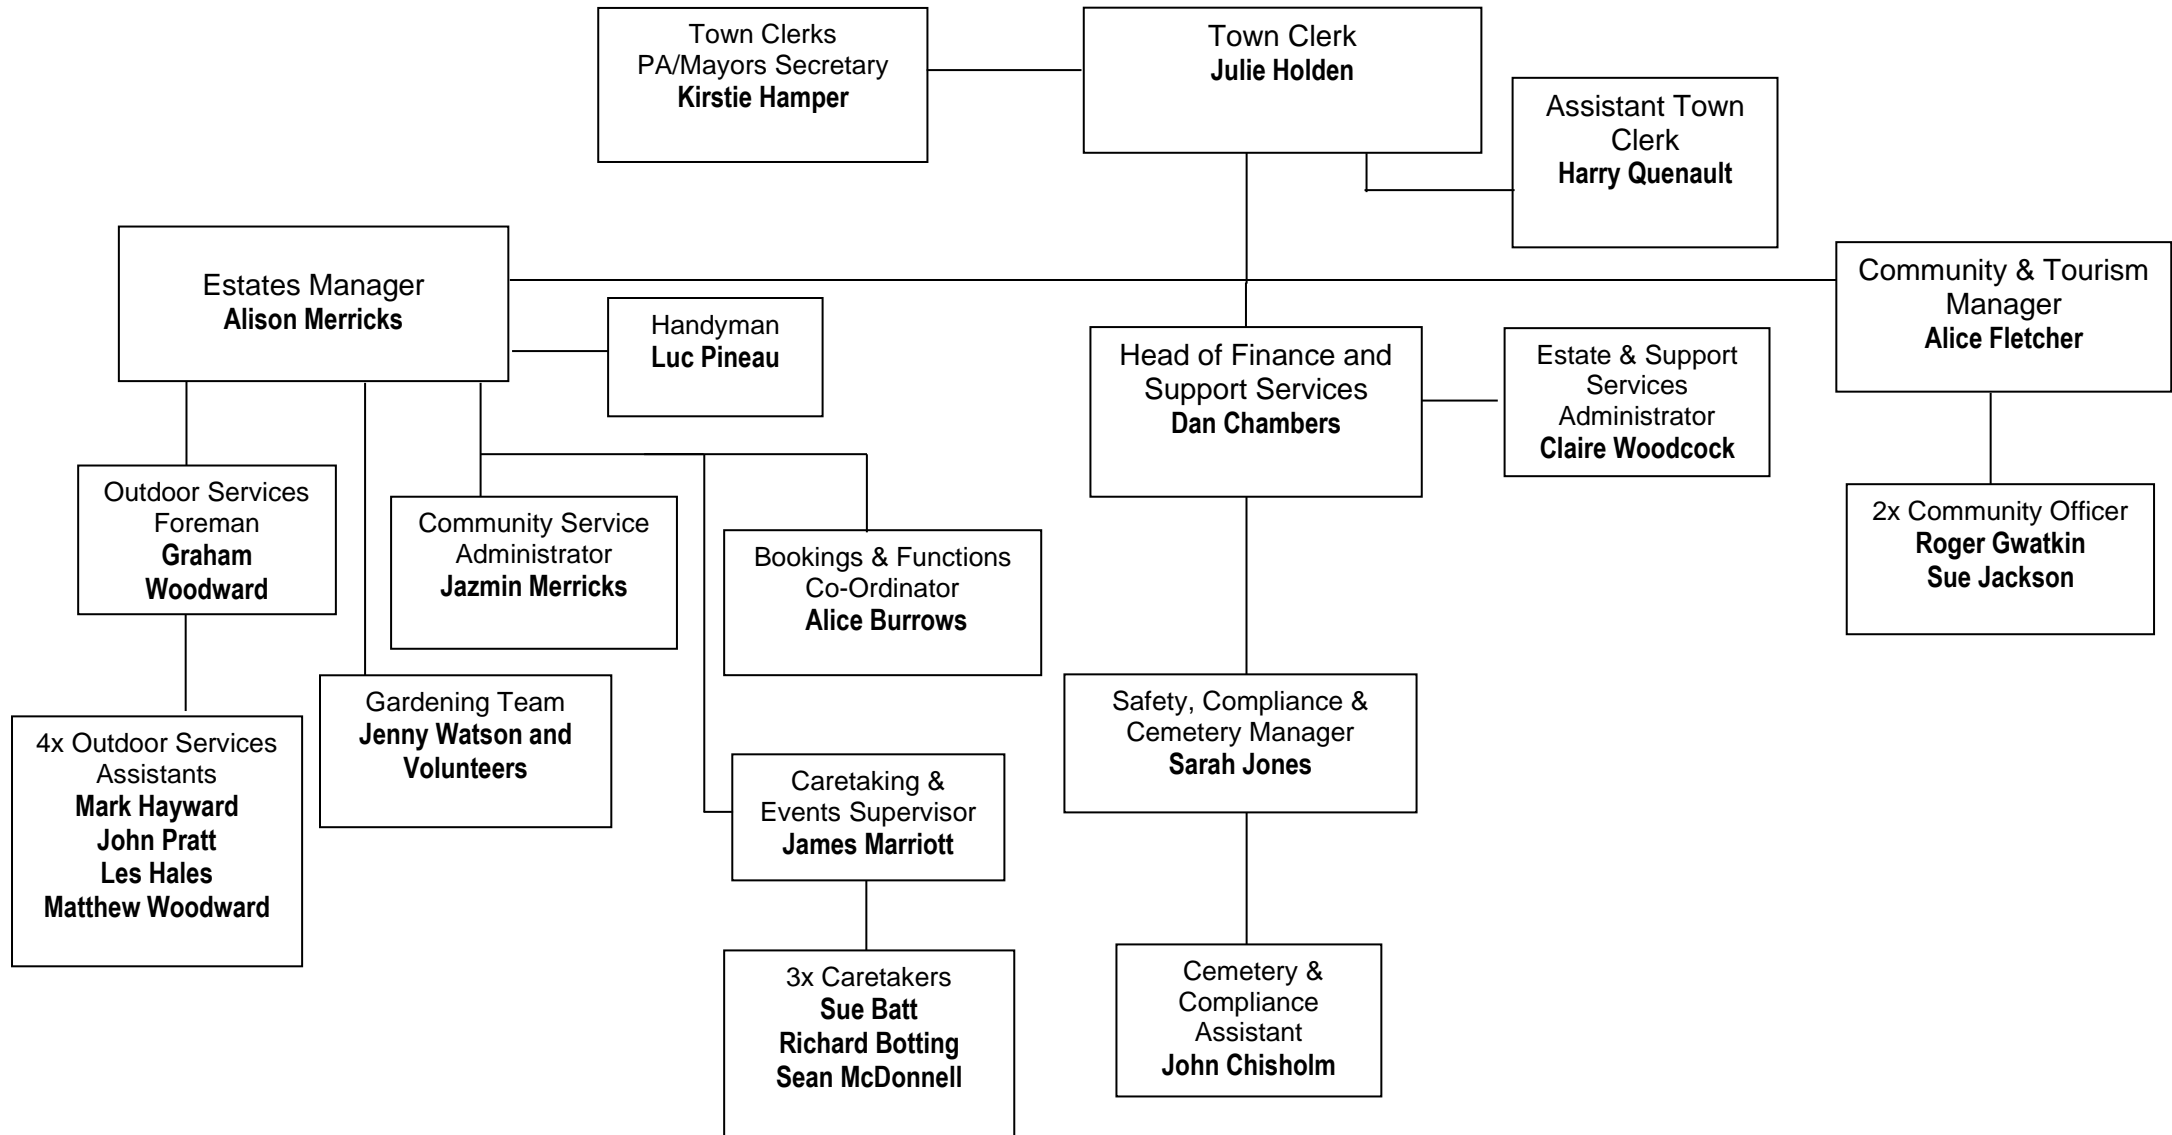 Town Clerks
PA/Mayors Secretary
Kirstie Hamper
Town Clerk
Julie Holden
Assistant Town
Clerk
Harry Quenault
Estates Manager
Alison Merricks
Handyman
Luc Pineau
Head of Finance and
Support Services
Dan Chambers
Estate & Support
Services
Administrator
Claire Woodcock
Community & Tourism
Manager
Alice Fletcher
Outdoor Services
Foreman
Graham
Woodward
Community Service
Administrator
Jazmin Merricks
Bookings & Functions
Co-Ordinator
Alice Burrows
2x Community Officer
Roger Gwatkin
Sue Jackson
4x Outdoor Services
Assistants
Mark Hayward
John Pratt
Les Hales
Matthew Woodward
Gardening Team
Jenny Watson and
Volunteers
Caretaking &
Events Supervisor
James Marriott
Safety, Compliance &
Cemetery Manager
Sarah Jones
3x Caretakers
Sue Batt
Richard Botting
Sean McDonnell
Cemetery &
Compliance
Assistant
John Chisholm